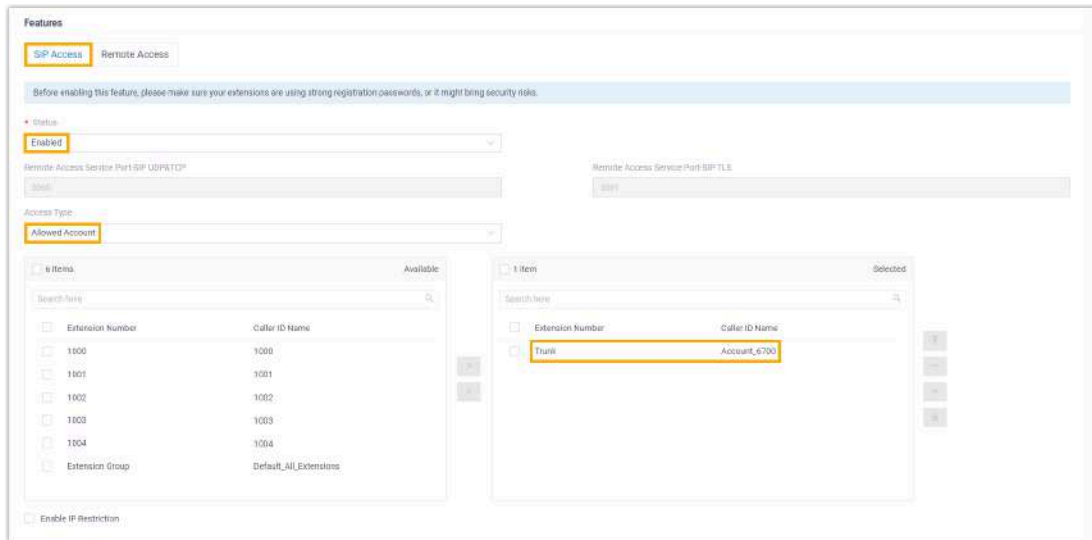 Features
SIP Access Remote Access
Before enabling this feature, please make sure your extensions are using strong registration passwords, or it might bring security risks.
* Status
Enabled
Remote Access Service Port-SIP UDP&TCP* Remote Access Service Port-SIP TLS
Access Type
Allowed Account
6 Items Available 1 Item Selected
Search here Search here
Extension Number Caller ID Name Extension Number Caller ID Name
1000 1000 Trunk Account_6700
1001 1001
1002 1002
1003 1003
1004 1004
Extension Group Default_All_Extensions
Enable IP Restriction